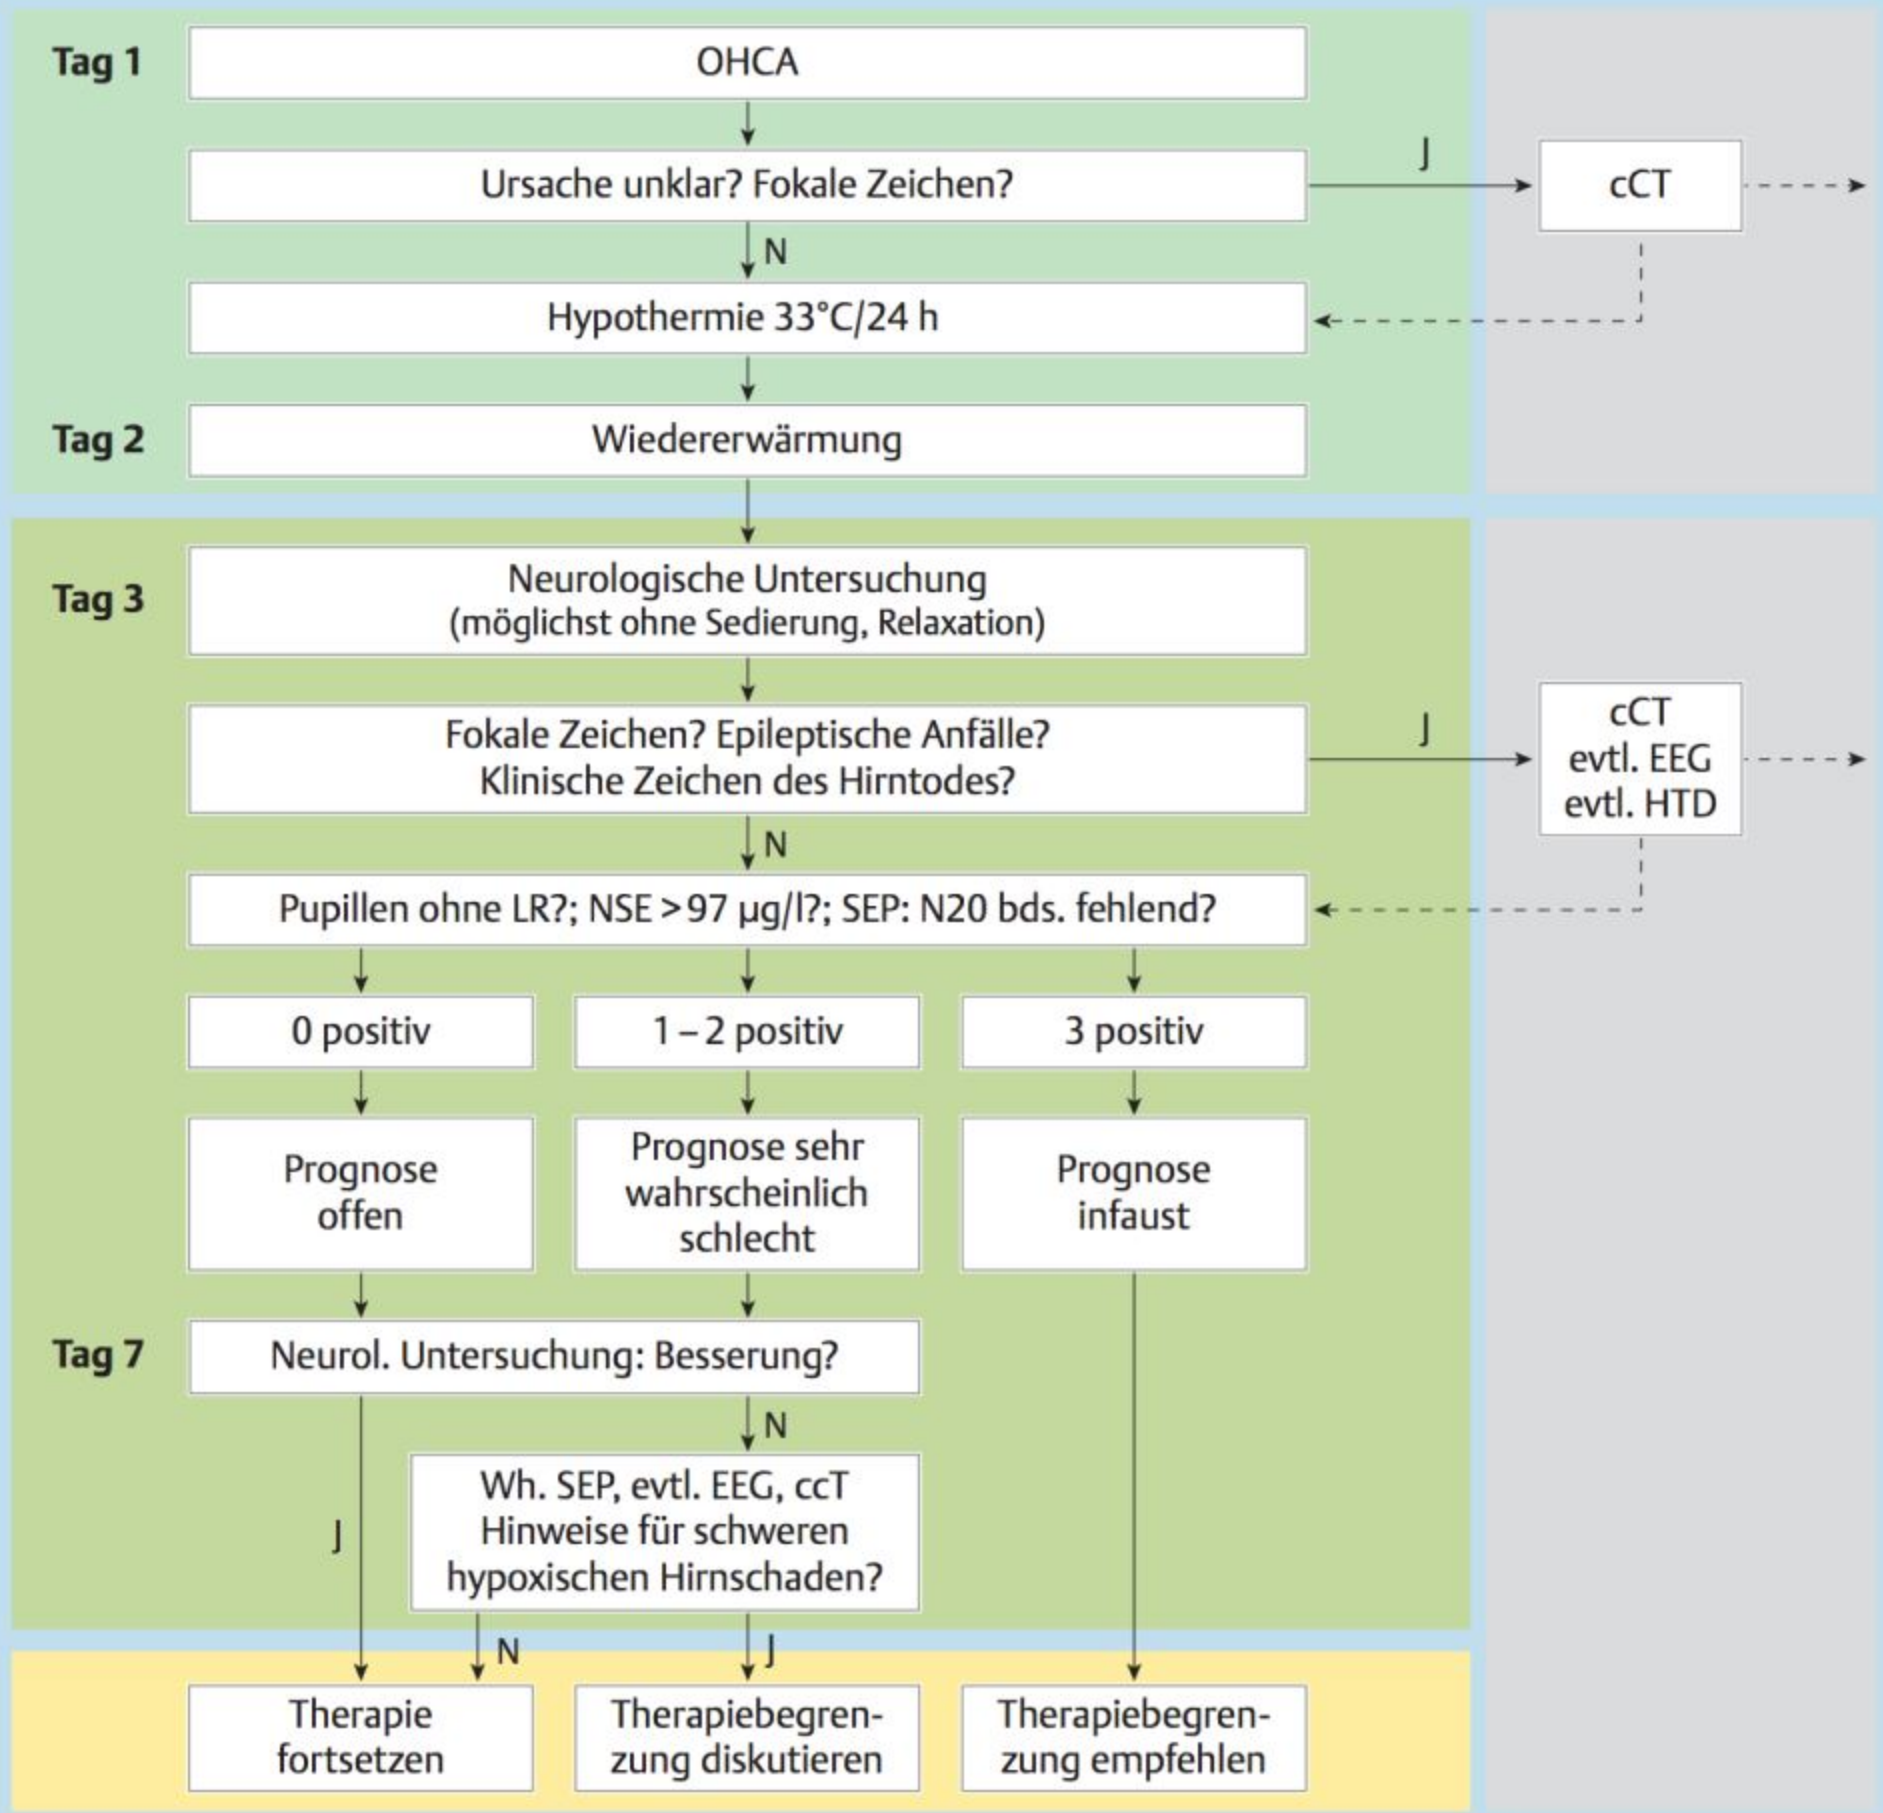 Tag 1
OHCA
Ursache unklar? Fokale Zeichen?
J
cCT
N
Hypothermie 33°C/24 h
Tag 2
Wiedererwärmung
Tag 3
Neurologische Untersuchung
(möglichst ohne Sedierung, Relaxation)
Fokale Zeichen? Epileptische Anfälle?
Klinische Zeichen des Hirntodes?
J
cCT
evtl. EEG
evtl. HTD
N
Pupillen ohne LR?; NSE > 97 µg/l?; SEP: N20 bds. fehlend?
0 positiv
1 – 2 positiv
3 positiv
Prognose
offen
Prognose sehr
wahrscheinlich
schlecht
Prognose
infaust
Tag 7
Neurol. Untersuchung: Besserung?
N
J
Wh. SEP, evtl. EEG, ccT
Hinweise für schweren
hypoxischen Hirnschaden?
N
J
Therapie
fortsetzen
Therapiebegren-
zung diskutieren
Therapiebegren-
zung empfehlen